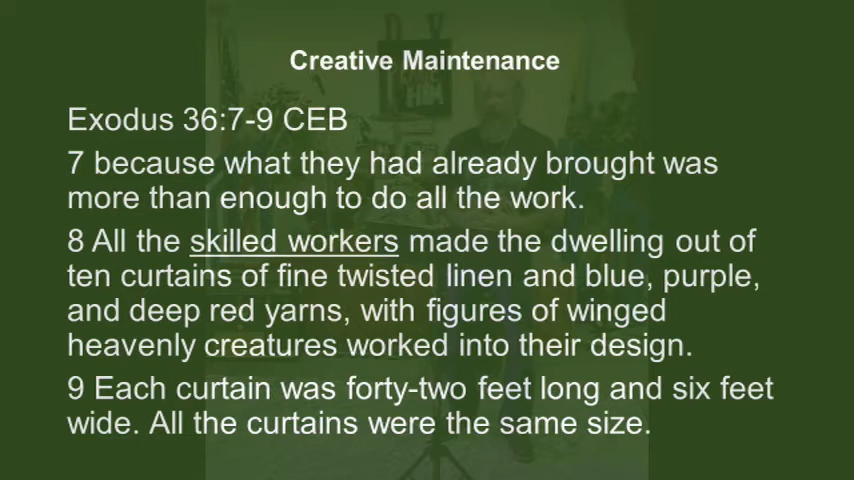 Creative Maintenance
Exodus 36:7-9 CEB
7 because what they had already brought was
more than enough to do all the work.
8 All the skilled workers made the dwelling out of
ten curtains of fine twisted linen and blue, purple,
and deep red yarns, with figures of winged
heavenly creatures worked into their design.
9 Each curtain was forty-two feet long and six feet
wide. All the curtains were the same size.